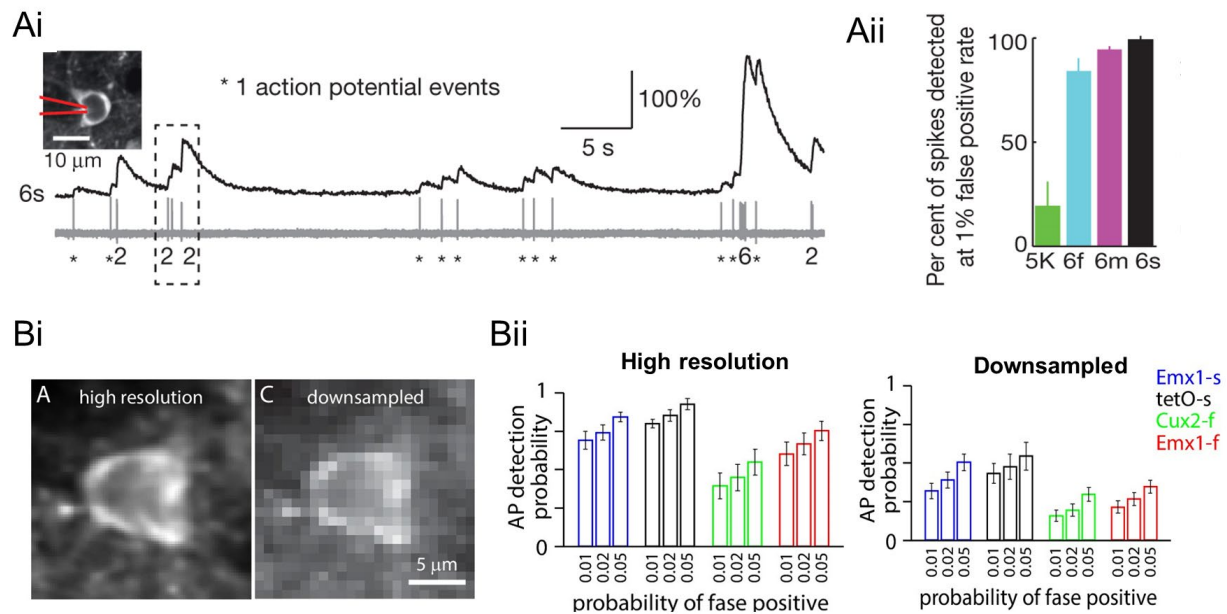 Ai
* 1 action potential events
100%
5 s
10 μm
6s
* * 2 2 2 * * * * * * * * 6 * 2
Aii
Per cent of spikes detected
at 1% false positive rate
100
50
0
5K 6f 6m 6s
Bi
A high resolution
C downsampled
5 μm
Bii
High resolution
1
AP detection
probability
0
0.01 0.02 0.05 0.01 0.02 0.05 0.01 0.02 0.05 0.01 0.02 0.05
probability of fase positive
Downsampled
1
AP detection
probability
0
0.01 0.02 0.05 0.01 0.02 0.05 0.01 0.02 0.05 0.01 0.02 0.05
probability of fase positive
Emx1-s
tetO-s
Cux2-f
Emx1-f